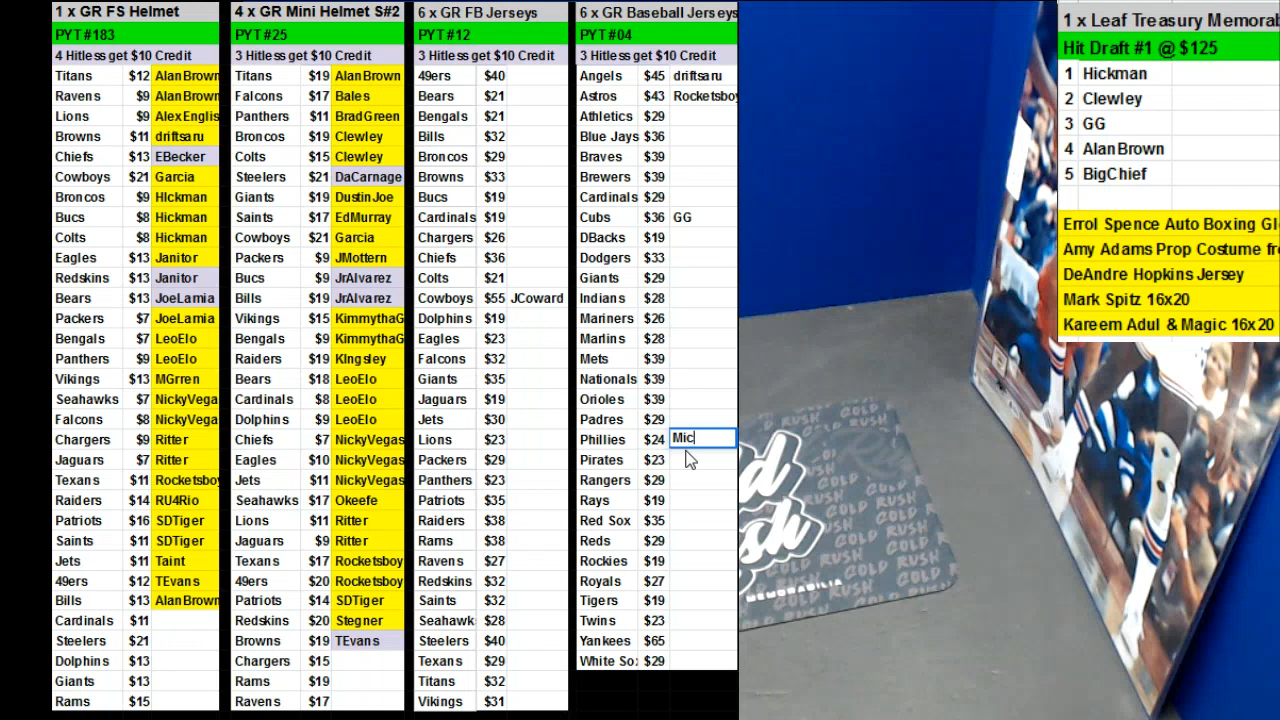 1 x GR FS Helmet
PYT #183
4 Hitless get $10 Credit
Titans $12 AlanBrown
Ravens $9 AlanBrown
Lions $9 AlexEnglis
Browns $11 driftsaru
Chiefs $13 EBecker
Cowboys $21 Garcia
Broncos $9 HIckman
Bucs $8 Hickman
Colts $8 Hickman
Eagles $13 Janitor
Redskins $13 Janitor
Bears $13 JoeLamia
Packers $7 JoeLamia
Bengals $7 LeoElo
Panthers $9 LeoElo
Vikings $13 MGrren
Seahawks $7 NickyVega
Falcons $8 NickyVega
Chargers $9 Ritter
Jaguars $7 Ritter
Texans $11 Rocketsboy
Raiders $14 RU4Rio
Patriots $16 SDTiger
Saints $11 SDTiger
Jets $11 Taint
49ers $12 TEvans
Bills $13 AlanBrown
Cardinals $11
Steelers $21
Dolphins $13
Giants $13
Rams $15
4 x GR Mini Helmet S#2
PYT #25
3 Hitless get $10 Credit
Titans $19 AlanBrown
Falcons $17 Bales
Panthers $11 BradGreen
Broncos $19 Clewley
Colts $15 Clewley
Steelers $21 DaCarnage
Giants $19 DustinJoe
Saints $17 EdMurray
Cowboys $21 Garcia
Packers $9 JMottern
Bucs $9 JrAlvarez
Bills $19 JrAlvarez
Vikings $15 KimmythaG
Bengals $9 KimmythaG
Raiders $19 KIngsley
Bears $18 LeoElo
Cardinals $8 LeoElo
Dolphins $9 LeoElo
Chiefs $7 NickyVegas
Eagles $10 NickyVegas
Jets $11 NickyVegas
Seahawks $17 Okeefe
Lions $11 Ritter
Jaguars $9 Ritter
Texans $17 Rocketsboy
49ers $20 Rocketsboy
Patriots $14 SDTiger
Redskins $20 Stegner
Browns $19 TEvans
Chargers $15
Rams $19
Ravens $17
6 x GR FB Jerseys
PYT #12
3 Hitless get $10 Credit
49ers $40
Bears $21
Bengals $21
Bills $32
Broncos $29
Browns $33
Bucs $19
Cardinals $19
Chargers $26
Chiefs $36
Colts $21
Cowboys $55 JCoward
Dolphins $19
Eagles $23
Falcons $32
Giants $35
Jaguars $19
Jets $30
Lions $23
Packers $29
Panthers $23
Patriots $35
Raiders $38
Rams $38
Ravens $27
Redskins $32
Saints $32
Seahawk $28
Steelers $40
Texans $29
Titans $32
Vikings $31
6 x GR Baseball Jerseys
PYT #04
3 Hitless get $10 Credit
Angels $45 driftsaru
Astros $43 Rocketsboy
Athletics $29
Blue Jays $36
Braves $39
Brewers $39
Cardinals $29
Cubs $36 GG
DBacks $19
Dodgers $33
Giants $29
Indians $28
Mariners $26
Marlins $28
Mets $39
Nationals $39
Orioles $39
Padres $29
Phillies $24 Mic
Pirates $23
Rangers $29
Rays $19
Red Sox $35
Reds $29
Rockies $19
Royals $27
Tigers $19
Twins $23
Yankees $65
White Sox $29
1 x Leaf Treasury Memorab
Hit Draft #1 @ $125
1 Hickman
2 Clewley
3 GG
4 AlanBrown
5 BigChief
Errol Spence Auto Boxing Gl
Amy Adams Prop Costume fr
DeAndre Hopkins Jersey
Mark Spitz 16x20
Kareem Adul & Magic 16x20
GOLD RUSH
MEMORABILIA